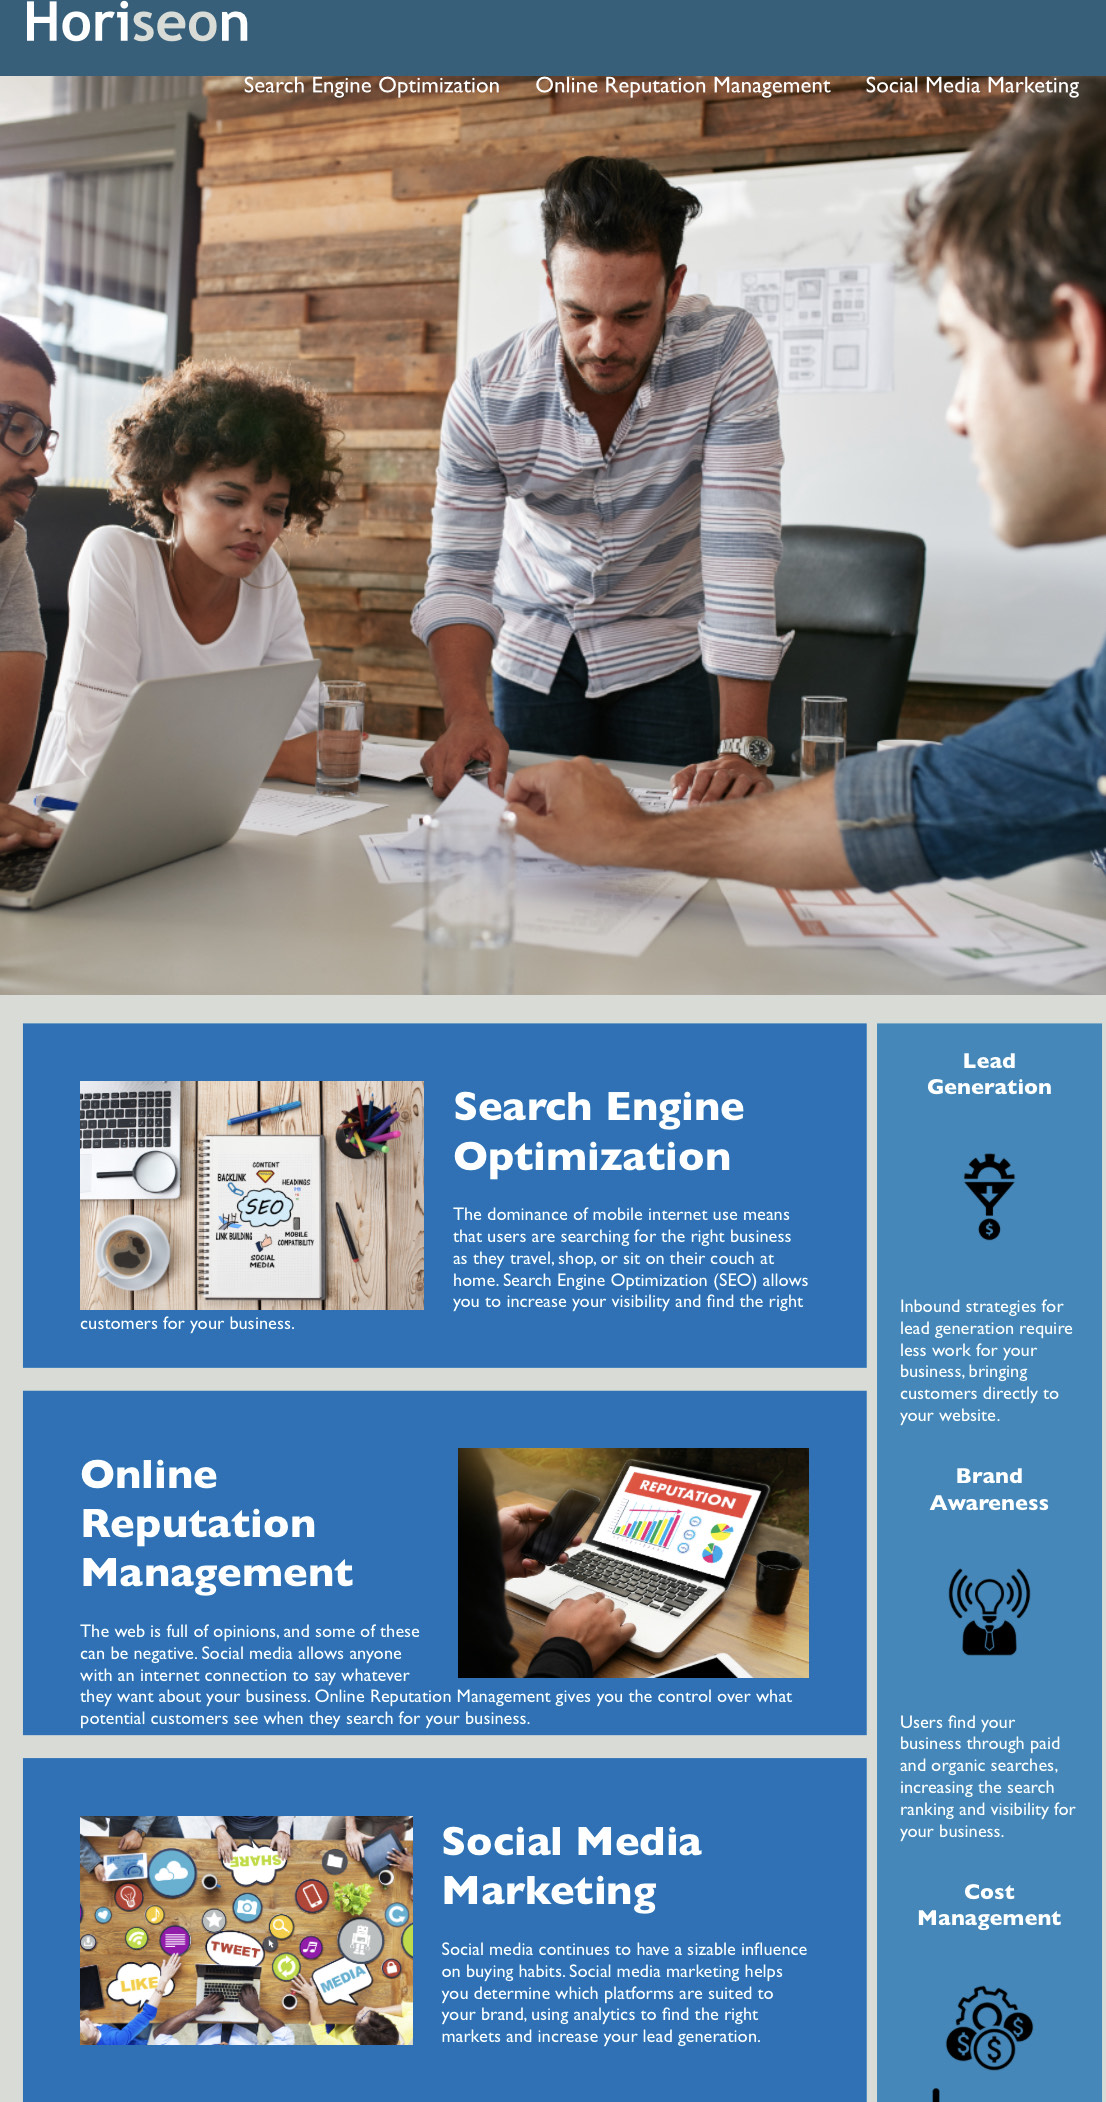 Horiseon
Search Engine Optimization Online Reputation Management Social Media Marketing
Search Engine
Optimization
The dominance of mobile internet use means
that users are searching for the right business
as they travel, shop, or sit on their couch at
home. Search Engine Optimization (SEO) allows
you to increase your visibility and find the right
customers for your business.
CONTENT
BACKLINK
HEADINGS
SEO
LINK BUILDING
MOBILE
COMPATIBILITY
SOCIAL
MEDIA
Online
Reputation
Management
The web is full of opinions, and some of these
can be negative. Social media allows anyone
with an internet connection to say whatever
they want about your business. Online Reputation Management gives you the control over what
potential customers see when they search for your business.
REPUTATION
SHARE
TWEET
LIKE
MEDIA
Social Media
Marketing
Social media continues to have a sizable influence
on buying habits. Social media marketing helps
you determine which platforms are suited to
your brand, using analytics to find the right
markets and increase your lead generation.
Lead
Generation
$
Inbound strategies for
lead generation require
less work for your
business, bringing
customers directly to
your website.
Brand
Awareness
Users find your
business through paid
and organic searches,
increasing the search
ranking and visibility for
your business.
Cost
Management
$ $ $